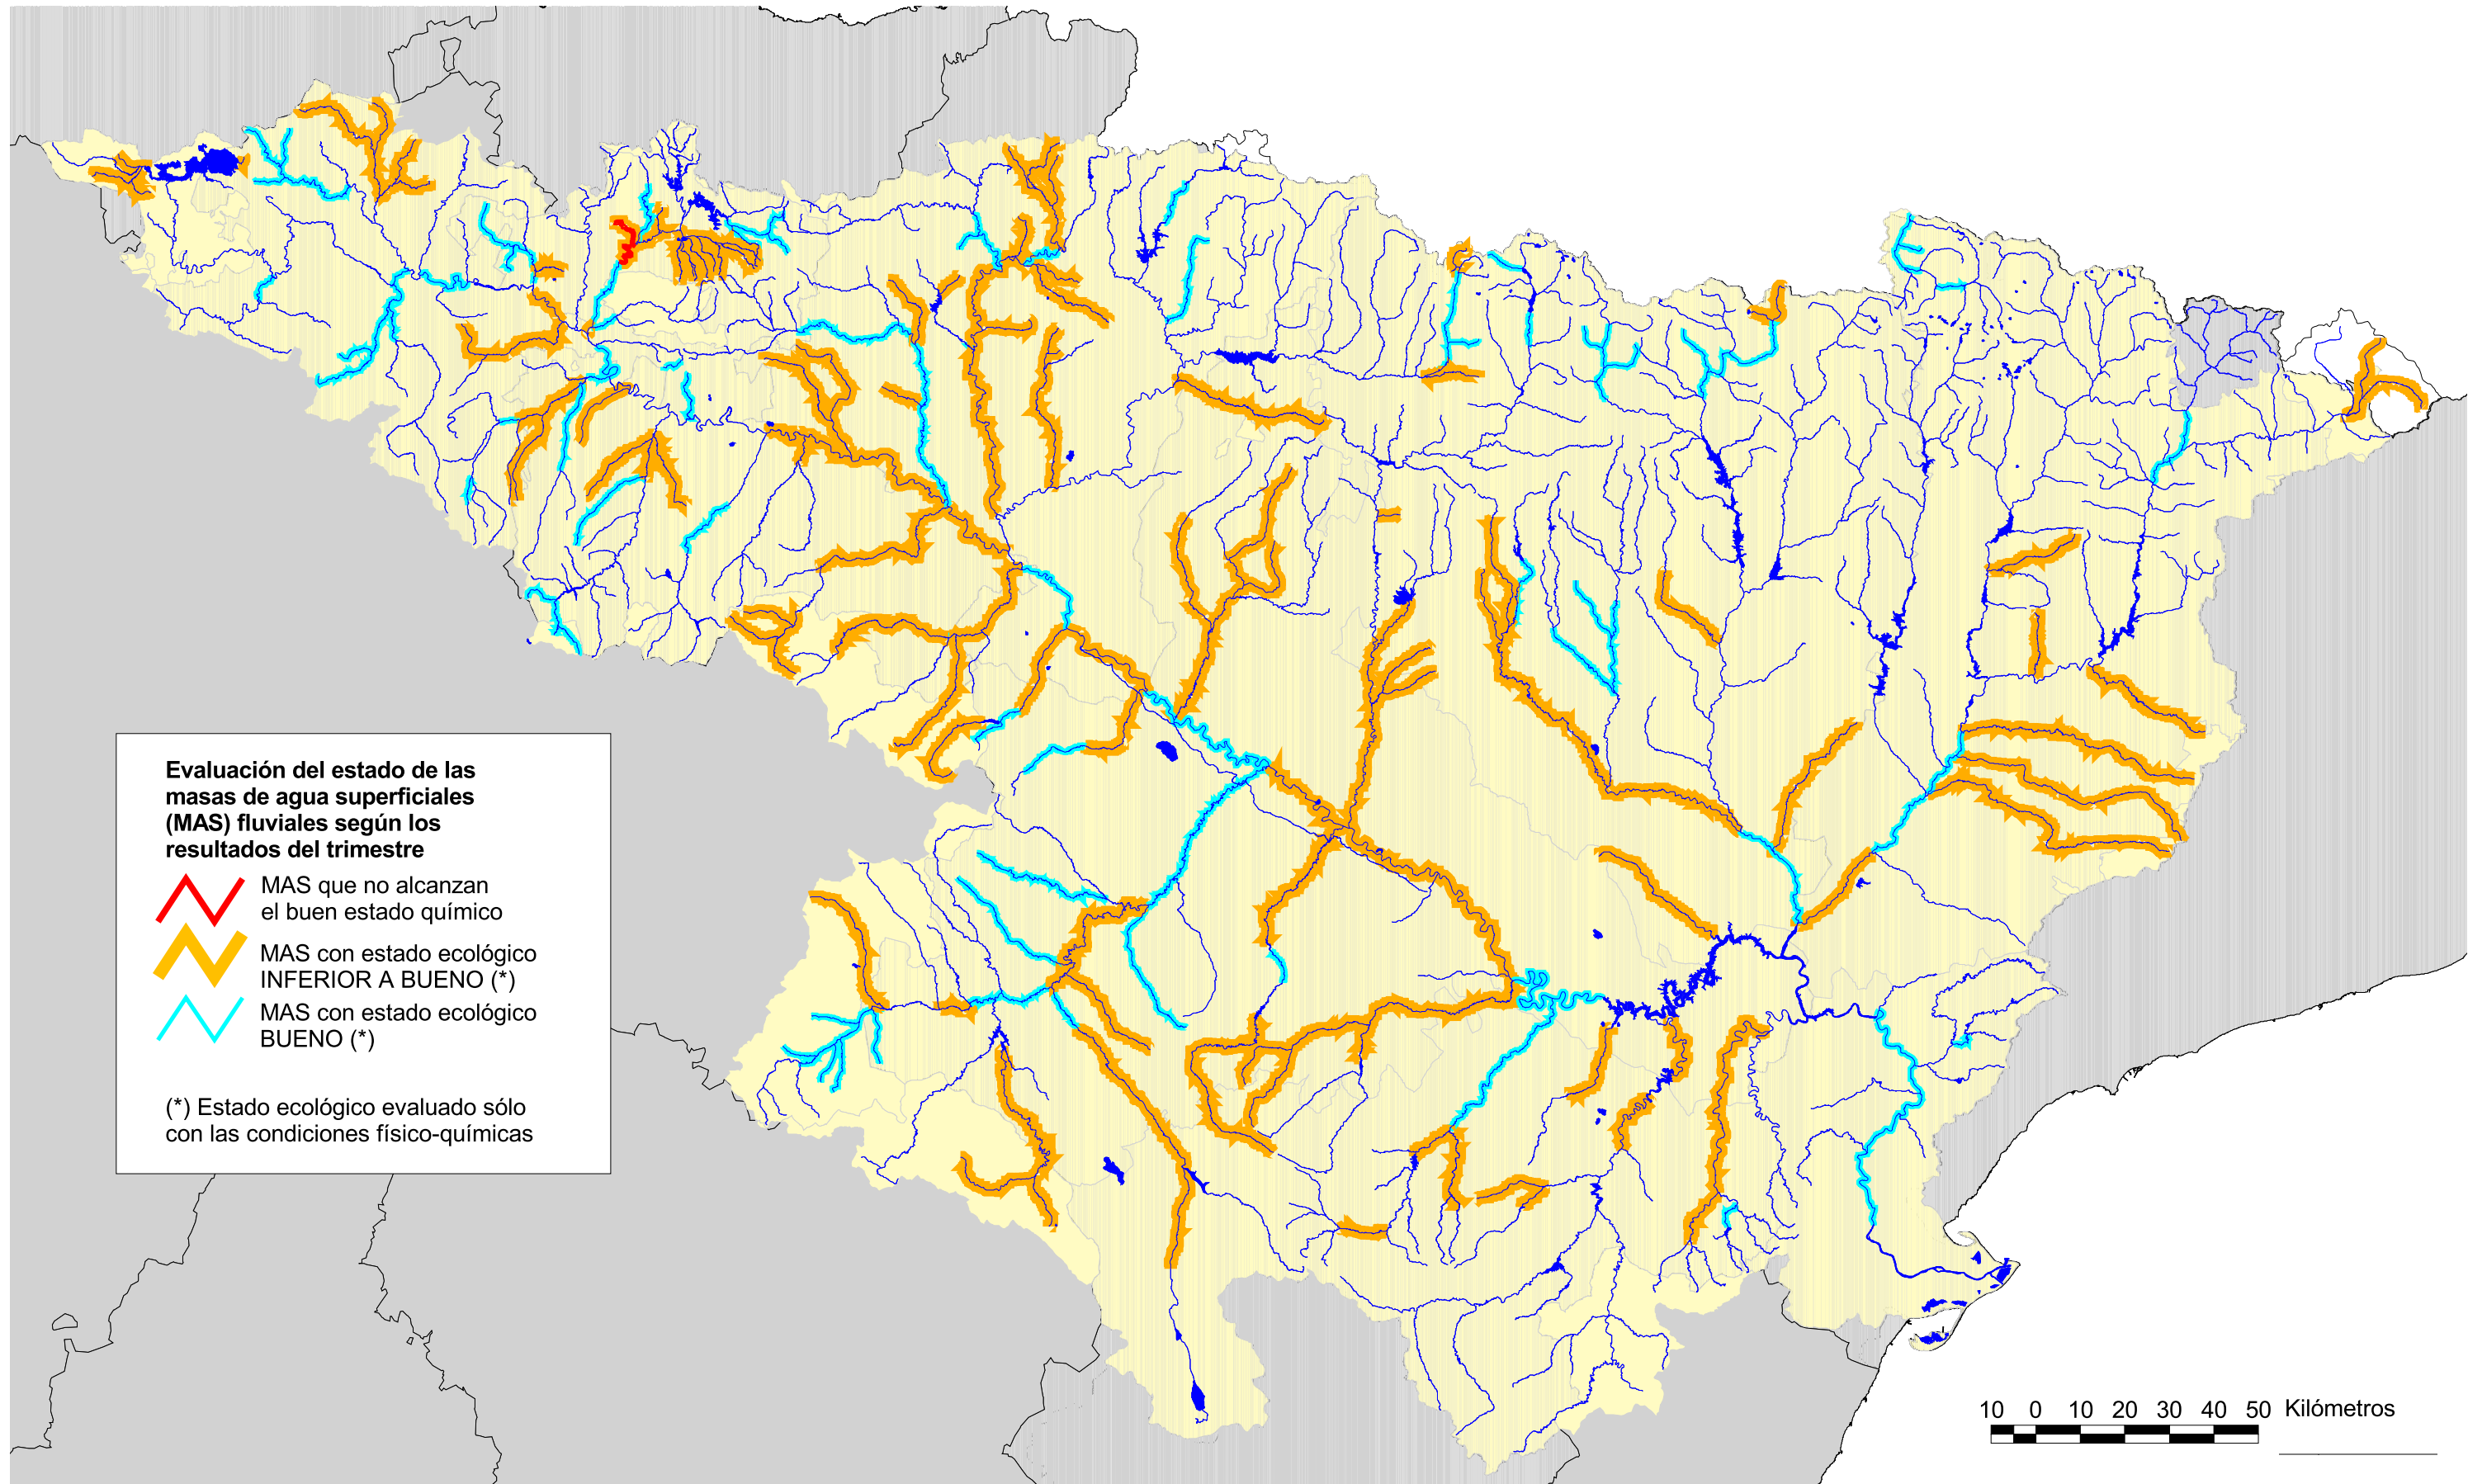 Evaluación del estado de las
masas de agua superficiales
(MAS) fluviales según los
resultados del trimestre
MAS que no alcanzan
el buen estado químico
MAS con estado ecológico
INFERIOR A BUENO (*)
MAS con estado ecológico
BUENO (*)
(*) Estado ecológico evaluado sólo
con las condiciones físico-químicas
10 0 10 20 30 40 50 Kilómetros